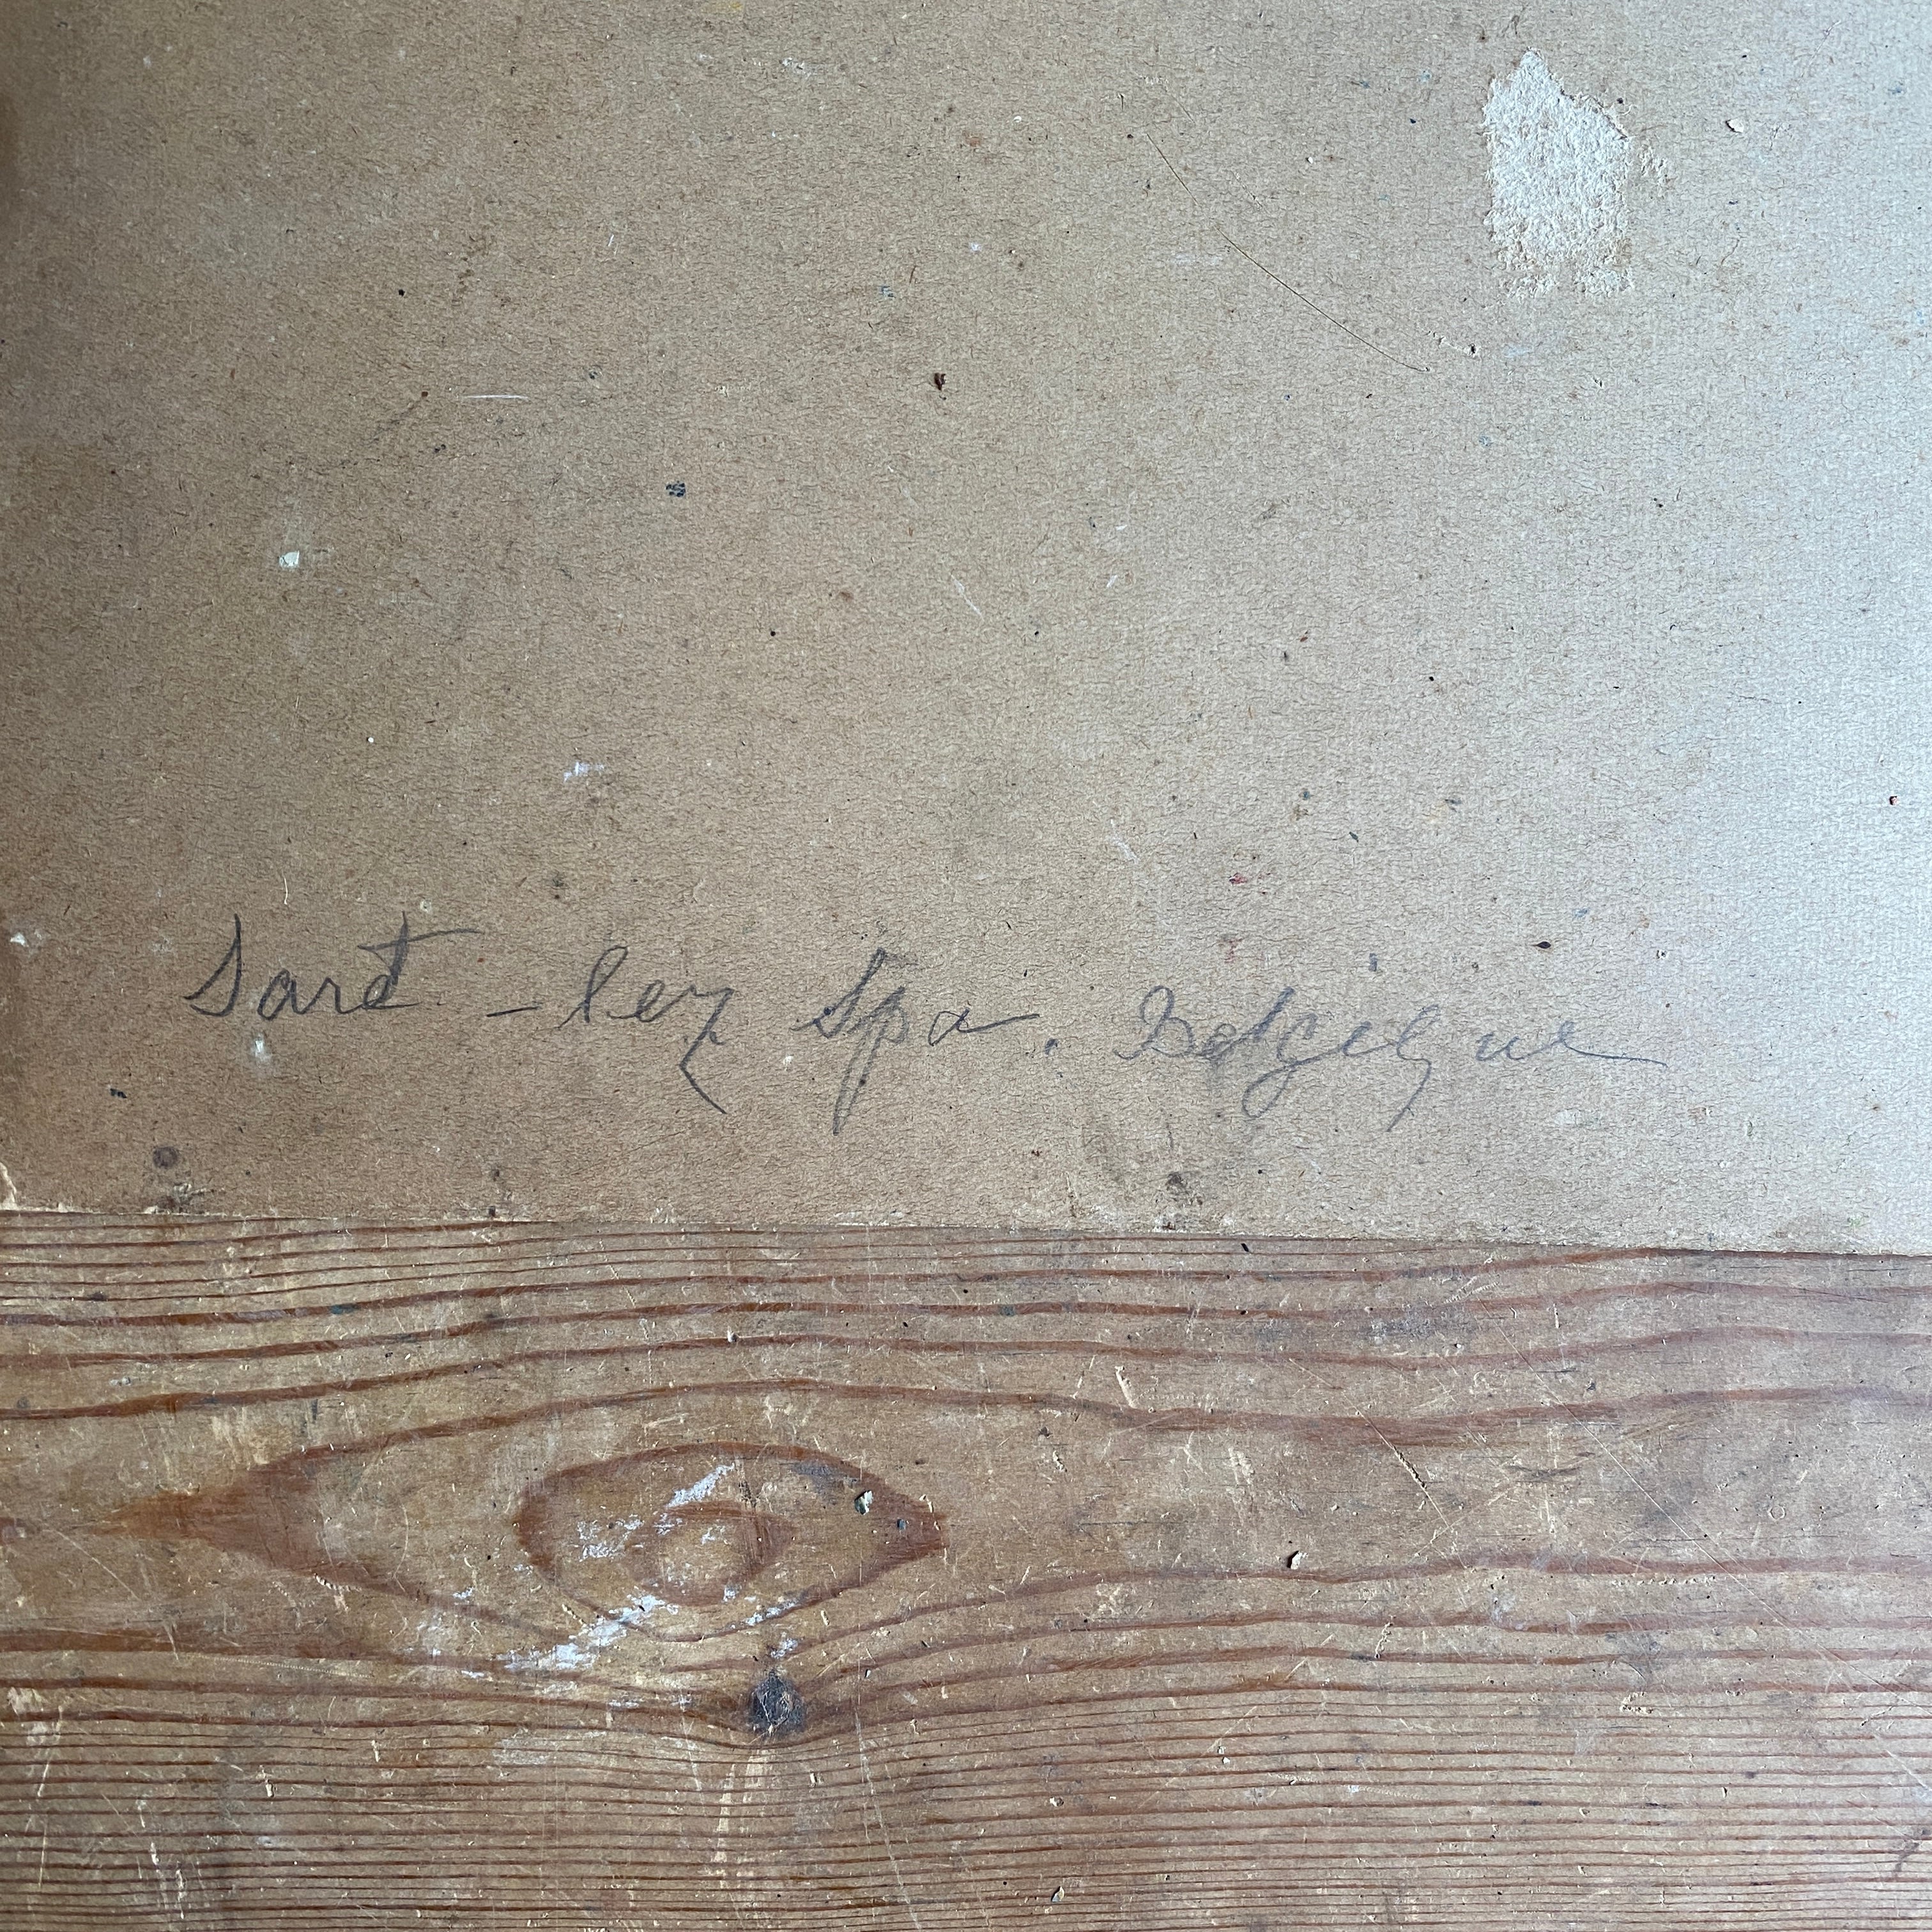 Sart - lez Spa. Belgique